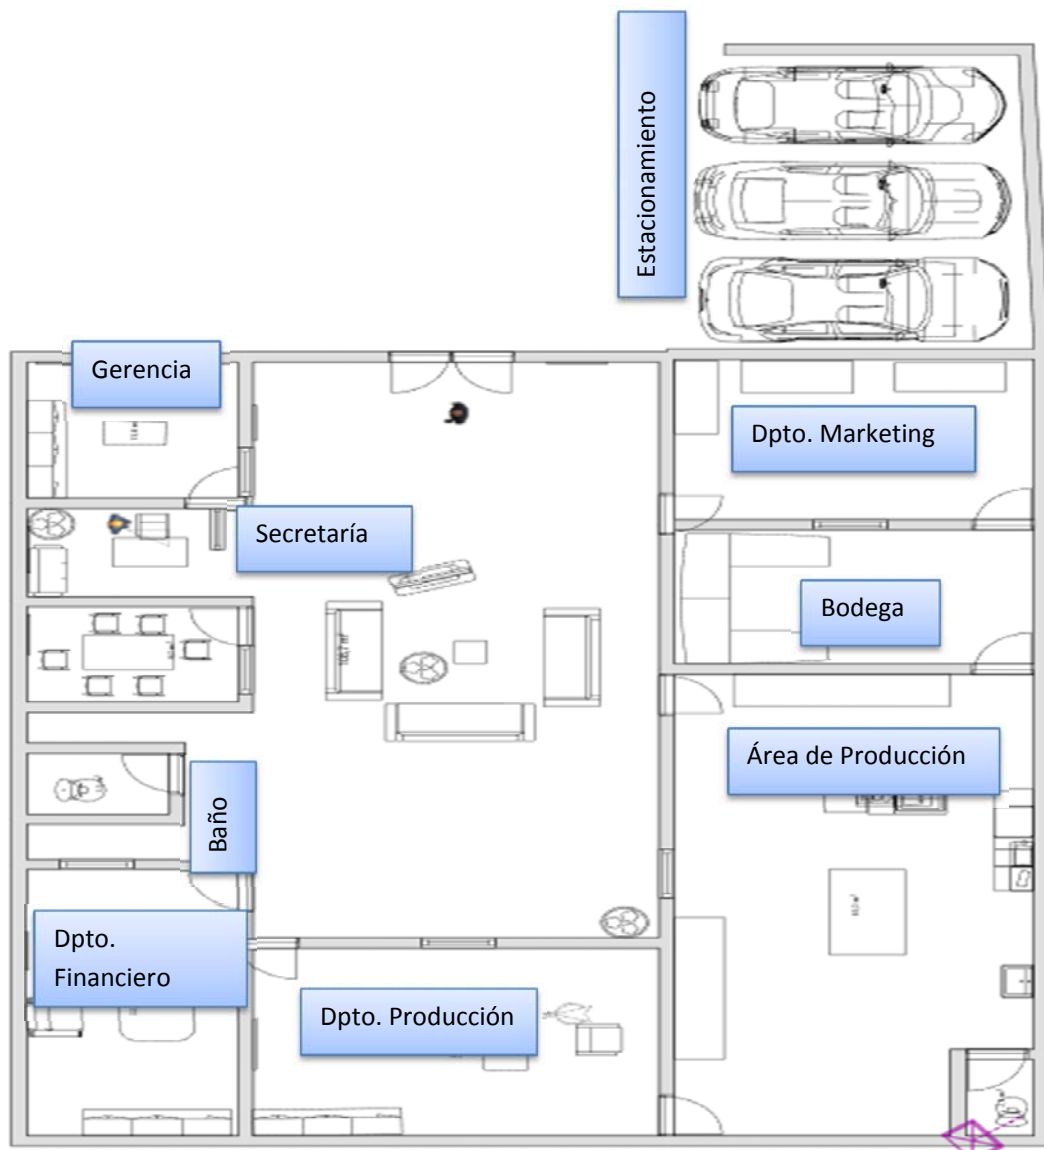 Estacionamiento
Gerencia
Dpto. Marketing
Secretaría
Bodega
Área de Producción
Baño
Dpto.
Financiero
Dpto. Producción